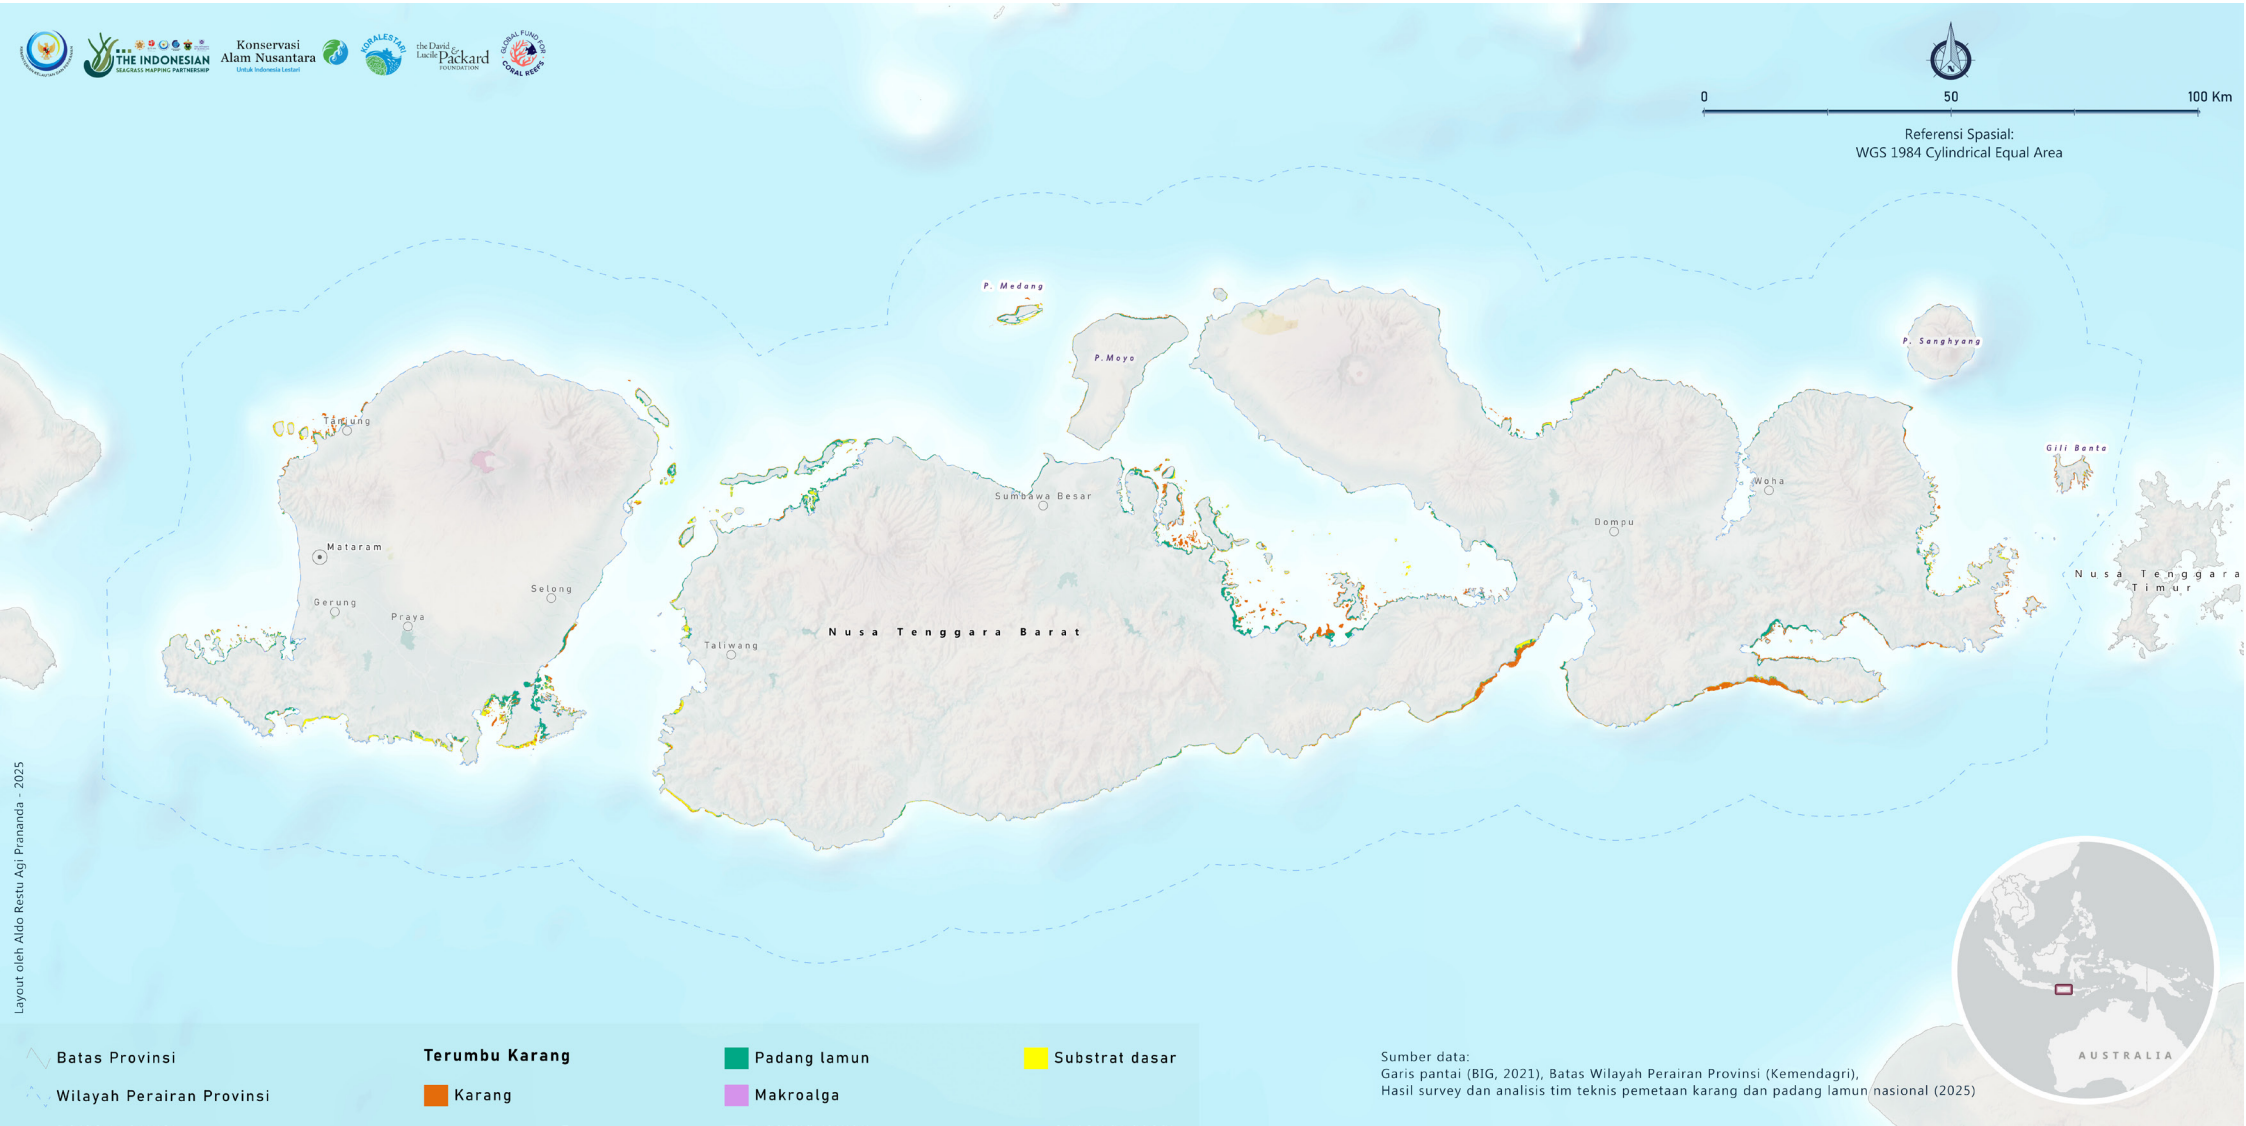 KEMENTERIAN KELAUTAN DAN PERIKANAN
THE INDONESIAN
SEAGRASS MAPPING PARTNERSHIP
Konservasi
Alam Nusantara
Untuk Indonesia Lestari
KORALESTARI
the David &
Lucile Packard
FOUNDATION
GLOBAL FUND FOR
CORAL REEFS
N
0 50 100 Km
Referensi Spasial:
WGS 1984 Cylindrical Equal Area
P. Medang
P. Moyo
P. Sanghyang
Tanjung
Gili Banta
Woha
Sumbawa Besar
Dompu
Mataram
Nusa Tenggara
Timur
Selong
Gerung
Praya
Nusa Tenggara Barat
Taliwang
Layout oleh Aldo Restu Agi Prananda - 2025
AUSTRALIA
Batas Provinsi
Wilayah Perairan Provinsi
Terumbu Karang
Karang
Padang lamun
Makroalga
Substrat dasar
Sumber data:
Garis pantai (BIG, 2021), Batas Wilayah Perairan Provinsi (Kemendagri),
Hasil survey dan analisis tim teknis pemetaan karang dan padang lamun nasional (2025)